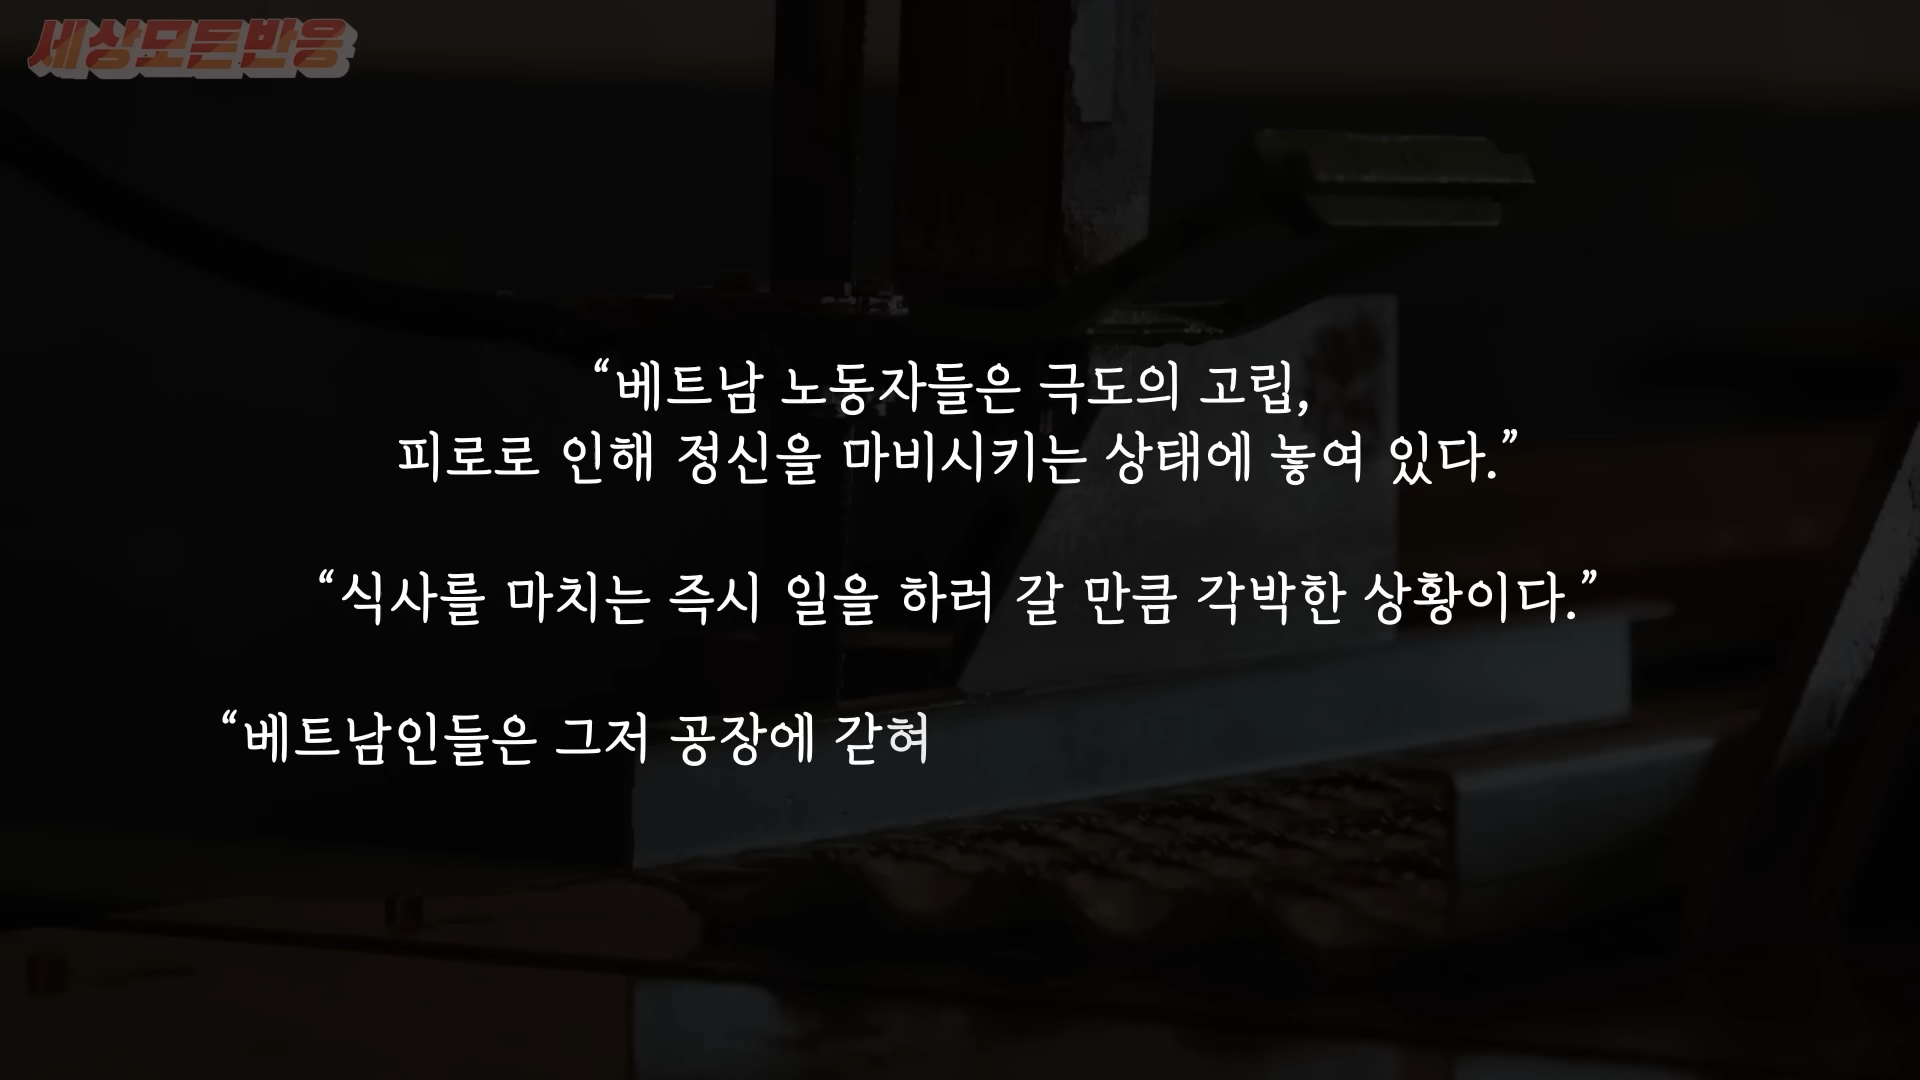 세상모든반응
“베트남 노동자들은 극도의 고립,
피로로 인해 정신을 마비시키는 상태에 놓여 있다.”
“식사를 마치는 즉시 일을 하러 갈 만큼 각박한 상황이다.”
“베트남인들은 그저 공장에 갇혀